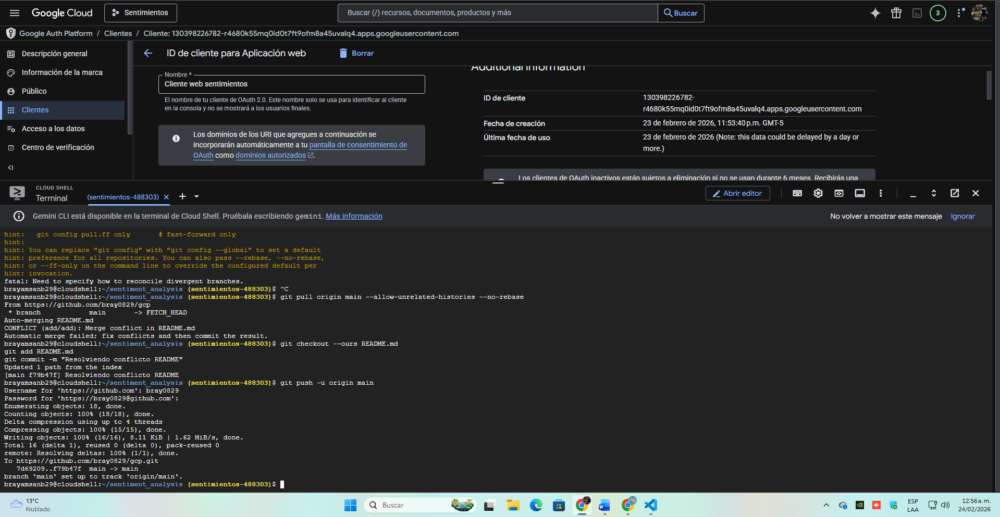 Google Cloud
Sentimientos
Buscar (/) recursos, documentos, productos y más
Buscar
3
Google Auth Platform / Clientes / Cliente: 130398226782-r4680k55mq0id0t7ft9ofm8a45uvalq4.apps.googleusercontent.com
Descripción general
Información de la marca
Público
Clientes
Acceso a los datos
Centro de verificación
ID de cliente para Aplicación web
Borrar
Nombre *
Cliente web sentimientos
El nombre de tu cliente de OAuth 2.0. Este nombre solo se usa para identificar al cliente
en la consola y no se mostrará a los usuarios finales.
Los dominios de los URI que agregues a continuación se
incorporarán automáticamente a tu pantalla de consentimiento de
OAuth como dominios autorizados.
Additional information
ID de cliente
130398226782-
r4680k55mq0id0t7ft9ofm8a45uvalq4.apps.googleusercontent.com
Fecha de creación
23 de febrero de 2026, 11:53:40 p.m. GMT-5
Última fecha de uso
23 de febrero de 2026 (Note: this data could be delayed by a day or
more.)
Los clientes de OAuth inactivos están sujetos a eliminación si no se usan durante 6 meses. Recibirás una
CLOUD SHELL
Terminal
(sentimientos-488303)
Abrir editor
Gemini CLI está disponible en la terminal de Cloud Shell. Pruébala escribiendo gemini. Más información
No volver a mostrar este mensaje
Ignorar
hint:   git config pull.ff only       # fast-forward only
hint:
hint: You can replace "git config" with "git config --global" to set a default
hint: preference for all repositories. You can also pass --rebase, --no-rebase,
hint: or --ff-only on the command line to override the configured default per
hint: invocation.
fatal: Need to specify how to reconcile divergent branches.
brayamsanb29@cloudshell:~/sentiment_analysis (sentimientos-488303)$ ^C
brayamsanb29@cloudshell:~/sentiment_analysis (sentimientos-488303)$ git pull origin main --allow-unrelated-histories --no-rebase
From https://github.com/bray0829/gcp
 * branch            main       -> FETCH_HEAD
Auto-merging README.md
CONFLICT (add/add): Merge conflict in README.md
Automatic merge failed; fix conflicts and then commit the result.
brayamsanb29@cloudshell:~/sentiment_analysis (sentimientos-488303)$ git checkout --ours README.md
git add README.md
git commit -m "Resolviendo conflicto README"
Updated 1 path from the index
[main f79b47f] Resolviendo conflicto README
brayamsanb29@cloudshell:~/sentiment_analysis (sentimientos-488303)$ git push -u origin main
Username for 'https://github.com': bray0829
Password for 'https://bray0829@github.com':
Enumerating objects: 18, done.
Counting objects: 100% (18/18), done.
Delta compression using up to 4 threads
Compressing objects: 100% (15/15), done.
Writing objects: 100% (16/16), 8.11 KiB | 1.62 MiB/s, done.
Total 16 (delta 1), reused 0 (delta 0), pack-reused 0
remote: Resolving deltas: 100% (1/1), done.
To https://github.com/bray0829/gcp.git
   7d69209..f79b47f  main -> main
branch 'main' set up to track 'origin/main'.
brayamsanb29@cloudshell:~/sentiment_analysis (sentimientos-488303)$
13°C
Nublado
Buscar
ESP
LAA
12:56 a. m.
24/02/2026